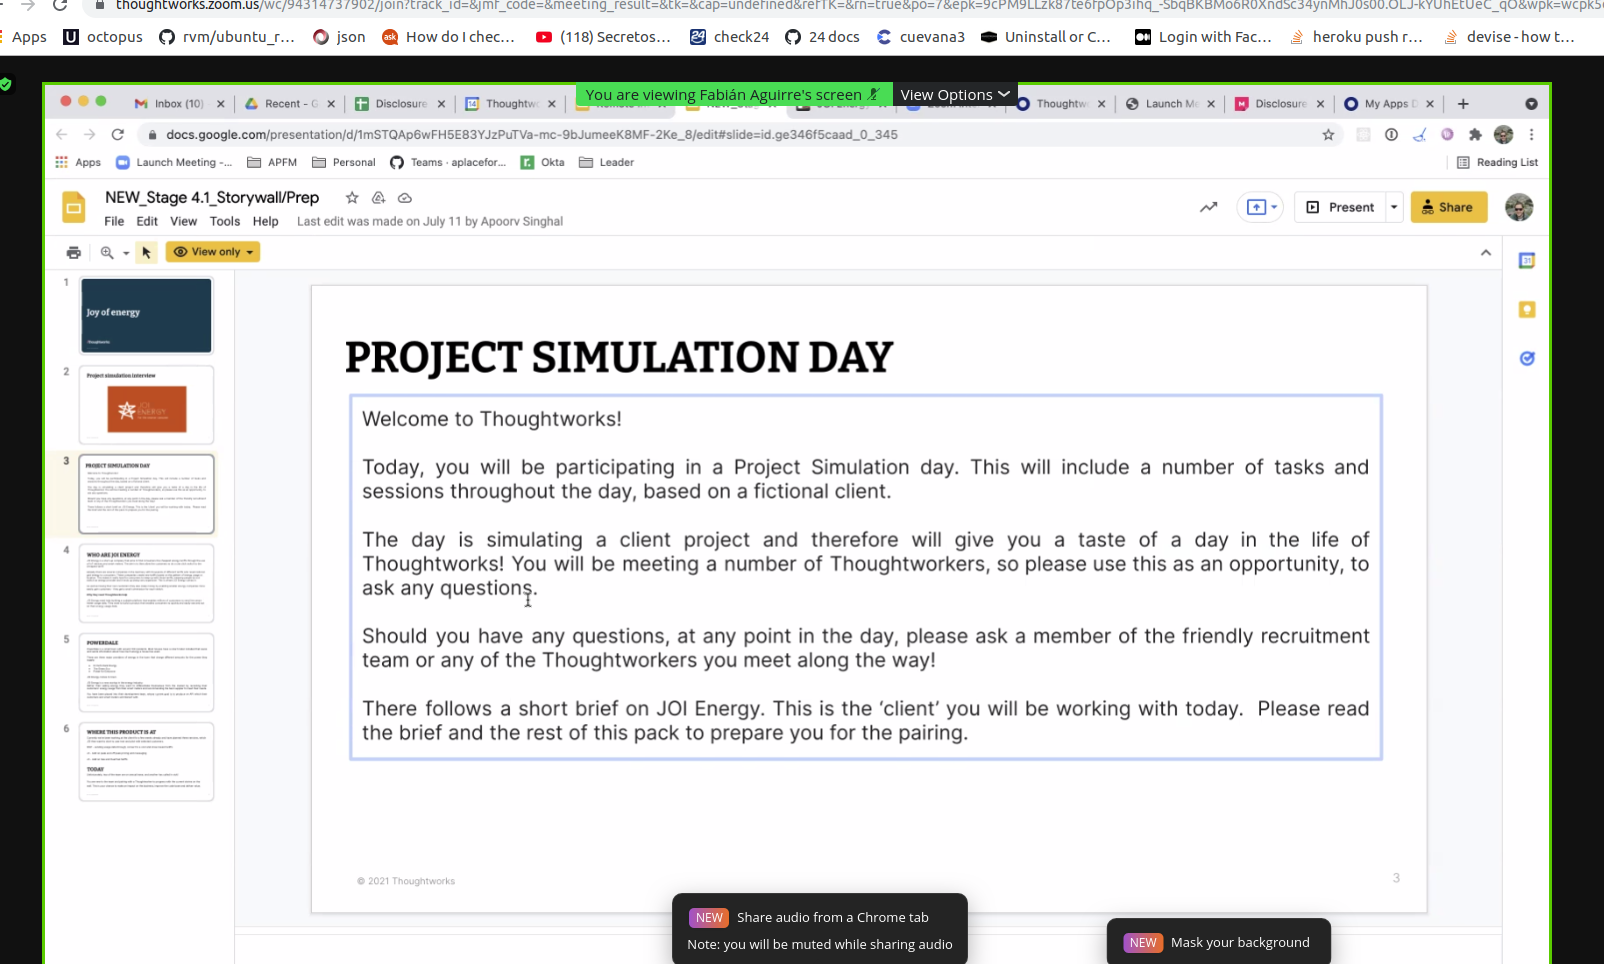 thoughtworks.zoom.us/wc/94314737902/join?track_id=&jmf_code=&meeting_result=&tk=&cap=undefined&refTK=&rn=true&po=7&epk=
Apps octopus rvm/ubuntu_r... json How do I chec... (118) Secretos... check24 24 docs cuevana3 Uninstall or C... Login with Fac... heroku push r... devise - how t...
You are viewing Fabián Aguirre's screen View Options
Inbox (10) Recent - G Disclosure Thoughtw Thoughtw Launch Me Disclosure My Apps D
docs.google.com/presentation/d/1mSTQAp6wFH5E83YJzPuTVa-mc-9bJumeeK8MF-2Ke_8/edit#slide=id.ge346f5caad_0_345
Apps Launch Meeting -... APFM Personal Teams · aplacefor... Okta Leader Reading List
NEW_Stage 4.1_Storywall/Prep
File Edit View Tools Help Last edit was made on July 11 by Apoorv Singhal
Present Share
View only
1
Joy of energy
2
Project simulation interview
JOI ENERGY
3
PROJECT SIMULATION DAY
4
WHO ARE JOI ENERGY
5
POWERDALE
6
WHERE THIS PRODUCT IS AT
TODAY
PROJECT SIMULATION DAY
Welcome to Thoughtworks!
Today, you will be participating in a Project Simulation day. This will include a number of tasks and
sessions throughout the day, based on a fictional client.
The day is simulating a client project and therefore will give you a taste of a day in the life of
Thoughtworks! You will be meeting a number of Thoughtworkers, so please use this as an opportunity, to
ask any questions.
Should you have any questions, at any point in the day, please ask a member of the friendly recruitment
team or any of the Thoughtworkers you meet along the way!
There follows a short brief on JOI Energy. This is the ‘client’ you will be working with today. Please read
the brief and the rest of this pack to prepare you for the pairing.
© 2021 Thoughtworks
3
31
NEW Share audio from a Chrome tab
Note: you will be muted while sharing audio
NEW Mask your background